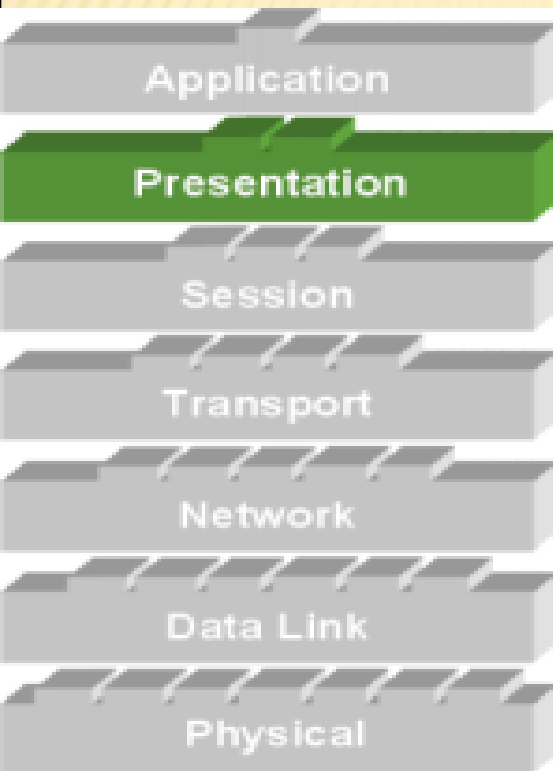 Application
Presentation
Session
Transport
Network
Data Link
Physical